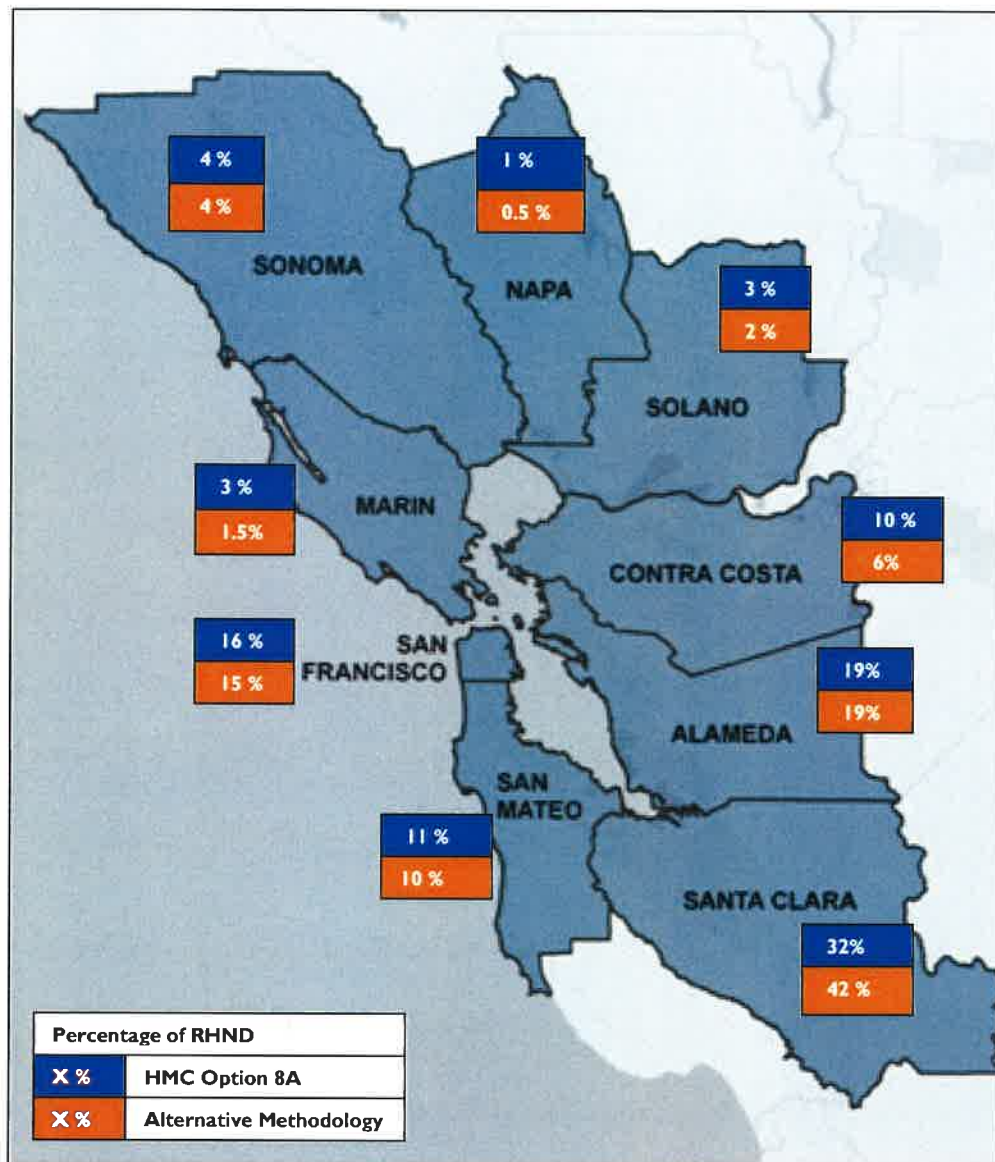 4 %
4 %
SONOMA
1 %
0.5 %
NAPA
3 %
2 %
SOLANO
3 %
1.5%
MARIN
10 %
6%
CONTRA COSTA
16 %
15 %
SAN
FRANCISCO
19%
19%
ALAMEDA
SAN
MATEO
11 %
10 %
SANTA CLARA
32%
42 %
Percentage of RHND
X % HMC Option 8A
X % Alternative Methodology